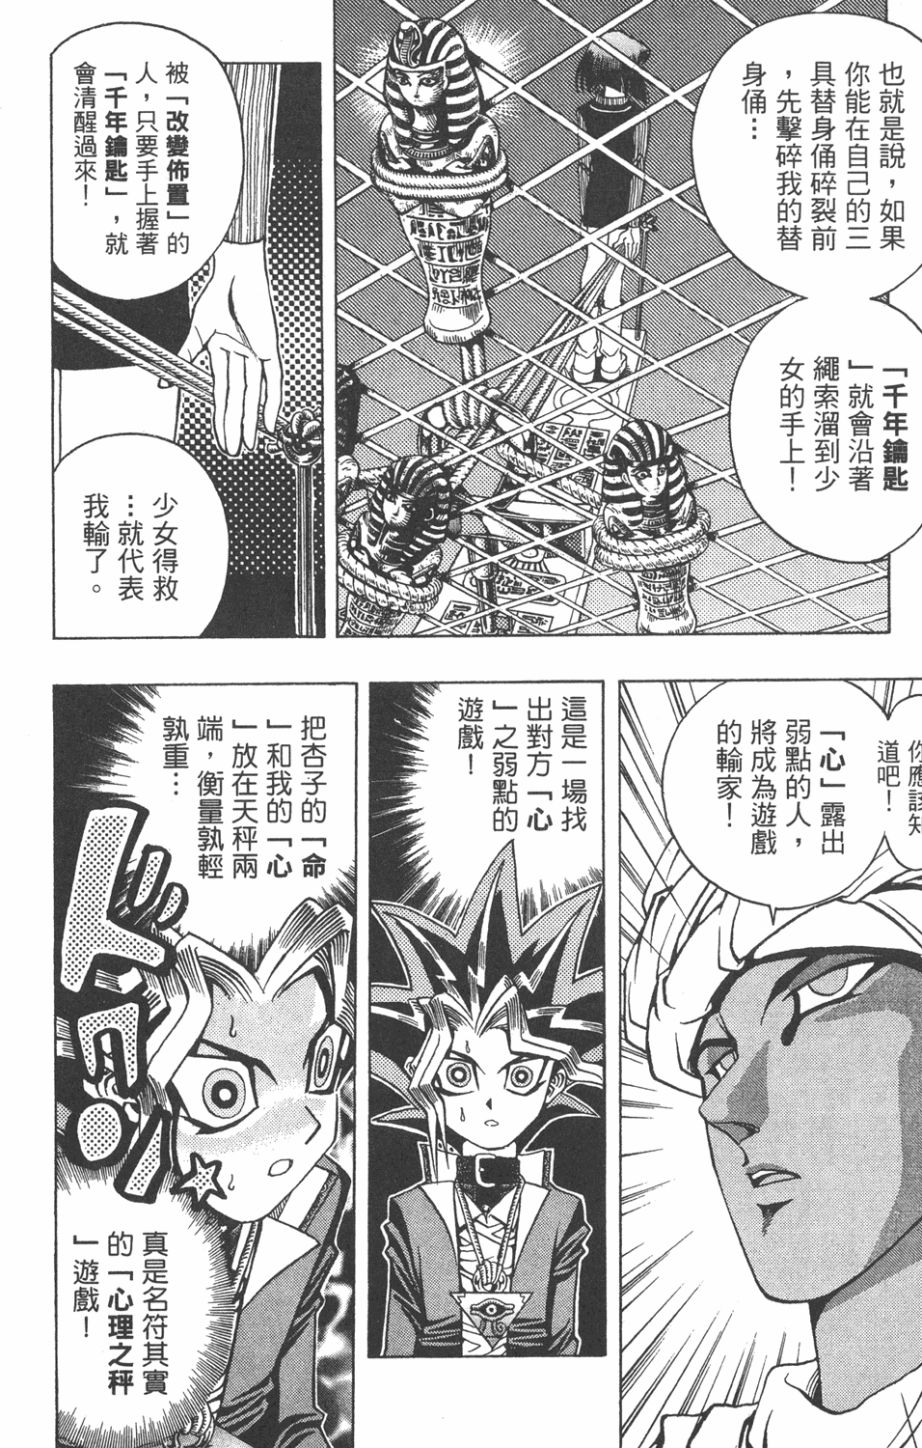 也就是說，如果
你能在自己的三
具替身俑碎裂前
，先擊碎我的替
身俑…
「千年鑰匙
」就會沿著
繩索溜到少
女的手上！
被「改變佈置」的
人，只要手上握著
「千年鑰匙」，就
會清醒過來！
少女得救
…就代表
我輸了。
你應該知
道吧！
「心」露出
弱點的人，
將成為遊戲
的輸家！
這是一場找
出對方「心
」之弱點的
遊戲！
把杏子的「命
」和我的「心
」放在天秤兩
端，衡量孰輕
孰重…
ドクン
真是名符其實
的「心理之秤
」遊戲！